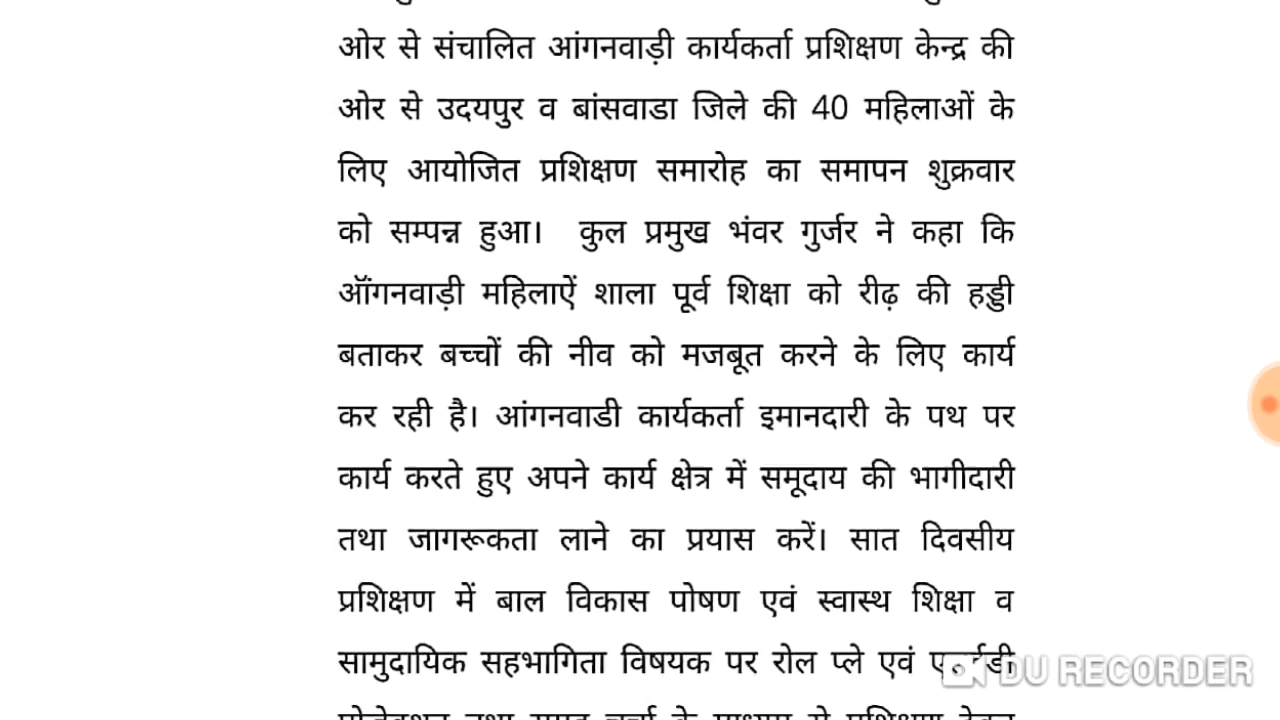 ओर से संचालित आंगनवाड़ी कार्यकर्ता प्रशिक्षण केन्द्र की
ओर से उदयपुर व बांसवाडा जिले की 40 महिलाओं के
लिए आयोजित प्रशिक्षण समारोह का समापन शुक्रवार
को सम्पन्न हुआ। कुल प्रमुख भंवर गुर्जर ने कहा कि
ऑंगनवाड़ी महिलाऐं शाला पूर्व शिक्षा को रीढ़ की हड्डी
बताकर बच्चों की नीव को मजबूत करने के लिए कार्य
कर रही है। आंगनवाडी कार्यकर्ता इमानदारी के पथ पर
कार्य करते हुए अपने कार्य क्षेत्र में समूदाय की भागीदारी
तथा जागरूकता लाने का प्रयास करें। सात दिवसीय
प्रशिक्षण में बाल विकास पोषण एवं स्वास्थ शिक्षा व
सामुदायिक सहभागिता विषयक पर रोल प्ले एवं
DU RECORDER